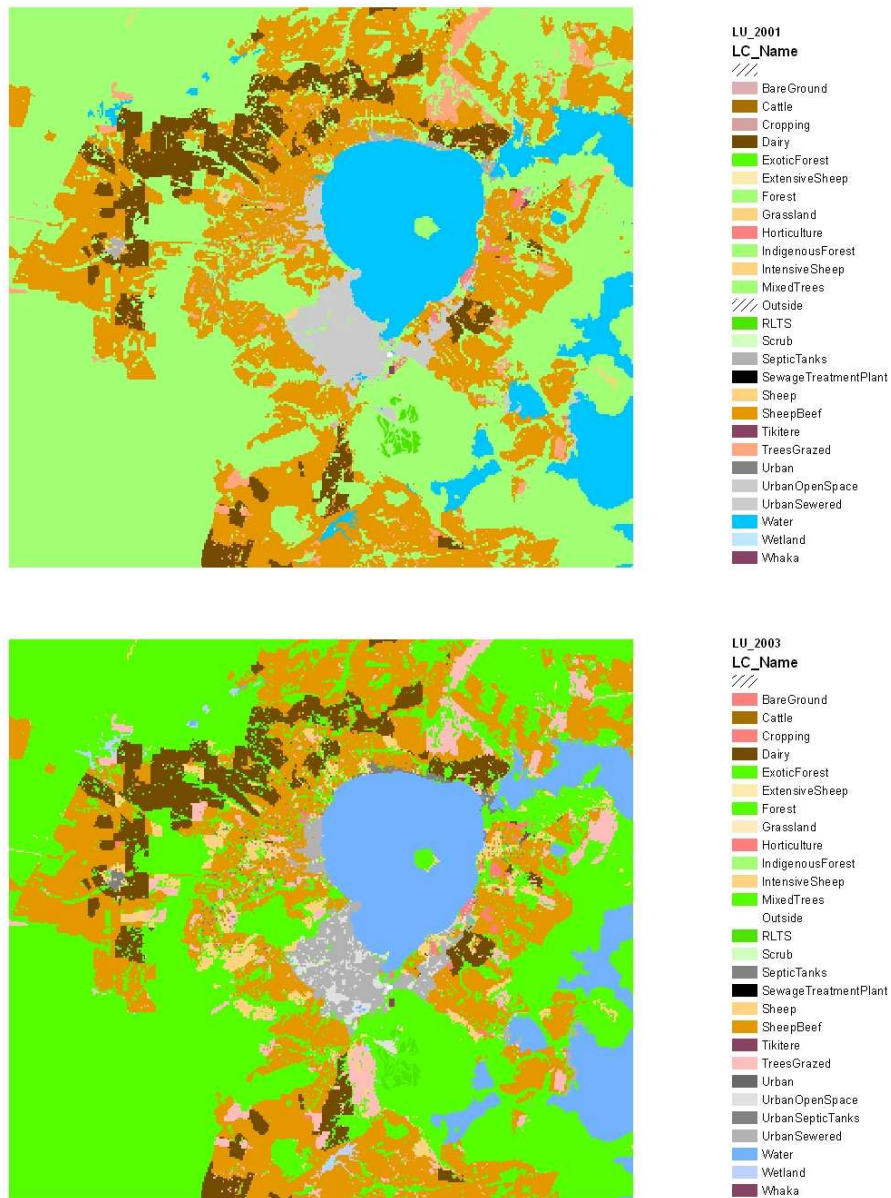 LU_2001
LC_Name
BareGround
Cattle
Cropping
Dairy
ExoticForest
ExtensiveSheep
Forest
Grassland
Horticulture
IndigenousForest
IntensiveSheep
MixedTrees
Outside
RLTS
Scrub
SepticTanks
SewageTreatmentPlant
Sheep
SheepBeef
Tikitere
TreesGrazed
Urban
UrbanOpenSpace
UrbanSewered
Water
Wetland
Whaka
LU_2003
LC_Name
BareGround
Cattle
Cropping
Dairy
ExoticForest
ExtensiveSheep
Forest
Grassland
Horticulture
IndigenousForest
IntensiveSheep
MixedTrees
Outside
RLTS
Scrub
SepticTanks
SewageTreatmentPlant
Sheep
SheepBeef
Tikitere
TreesGrazed
Urban
UrbanOpenSpace
UrbanSepticTanks
UrbanSewered
Water
Wetland
Whaka